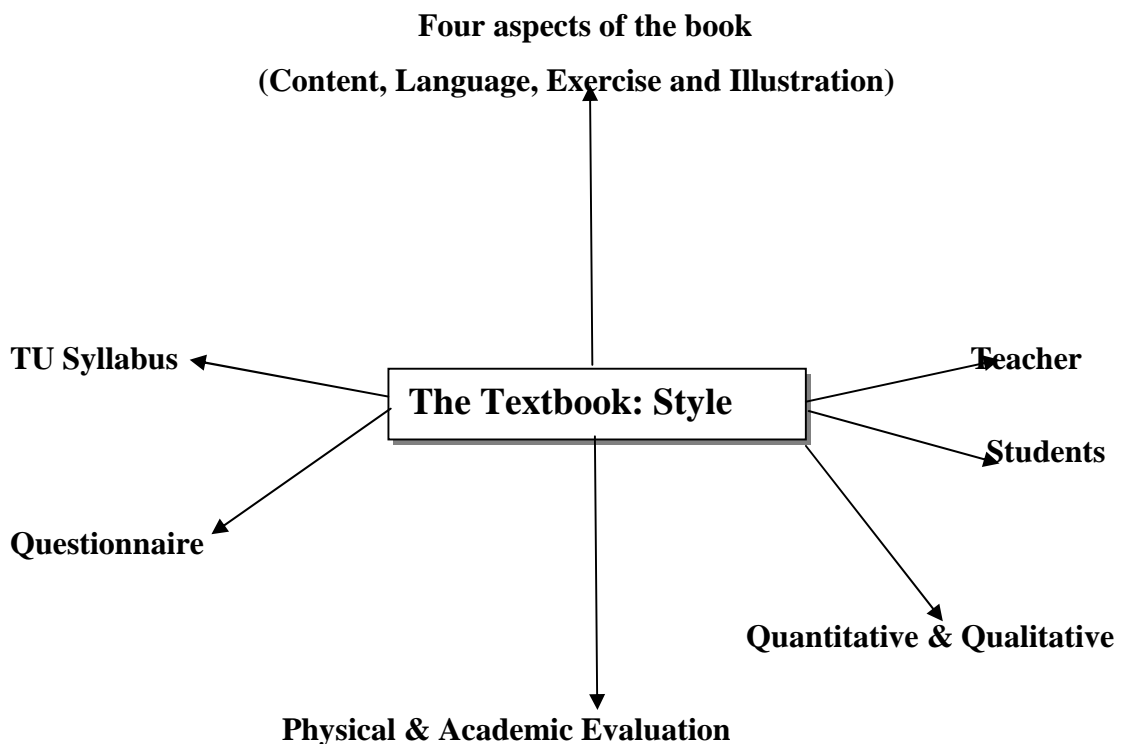 Four aspects of the book
(Content, Language, Exercise and Illustration)
TU Syllabus
Teacher
The Textbook: Style
Students
Questionnaire
Quantitative & Qualitative
Physical & Academic Evaluation